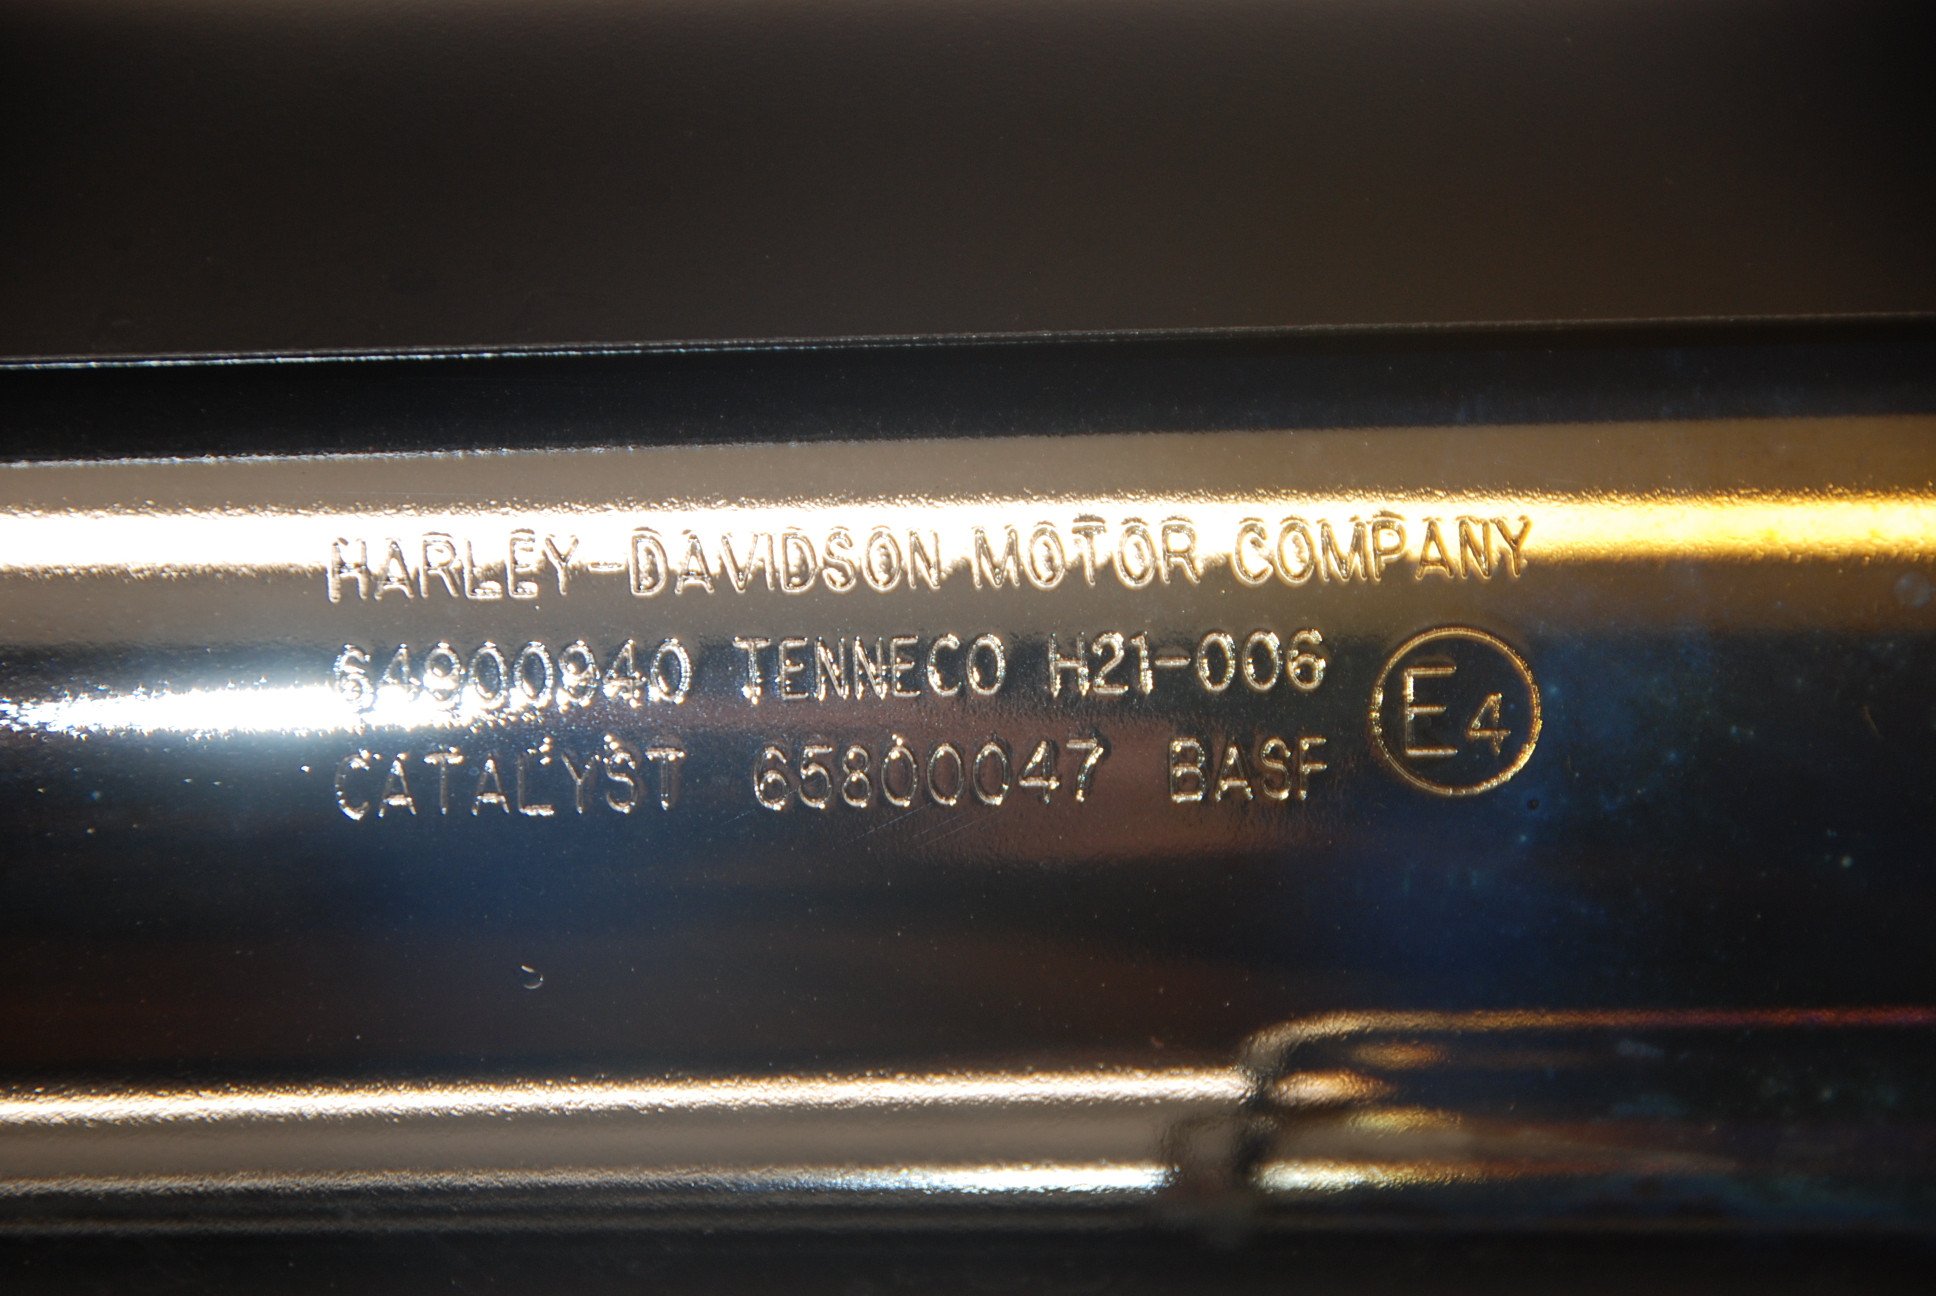 HARLEY-DAVIDSON MOTOR COMPANY
64900940 TENNECO H21-006
CATALYST 65800047 BASF
E4